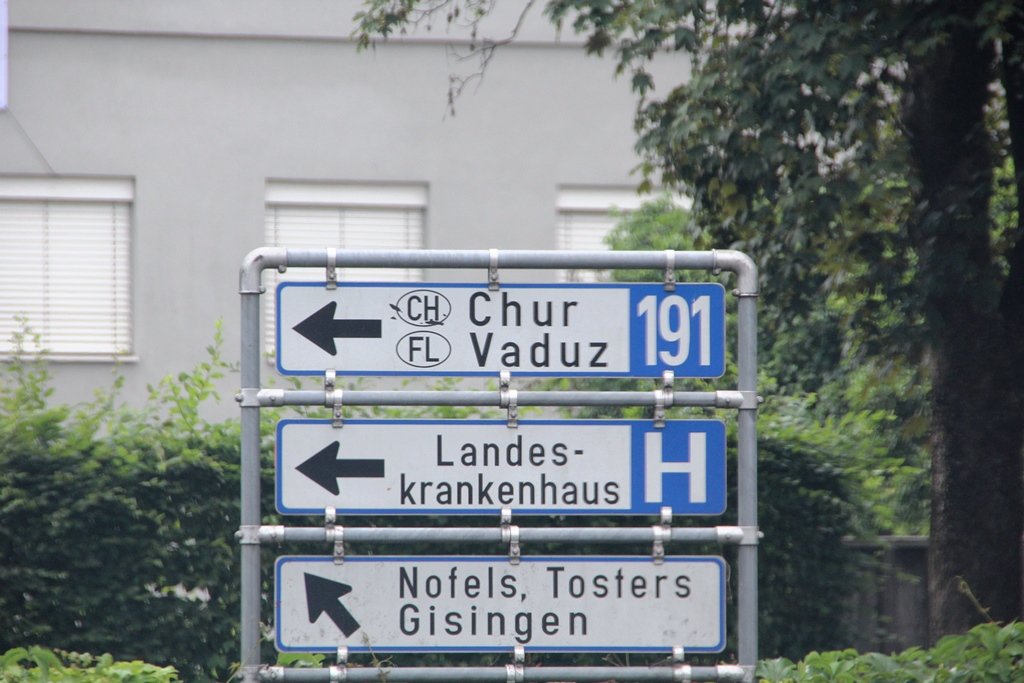 CH Chur 191
FL Vaduz
Landes- H
krankenhaus
Nofels, Tosters
Gisingen